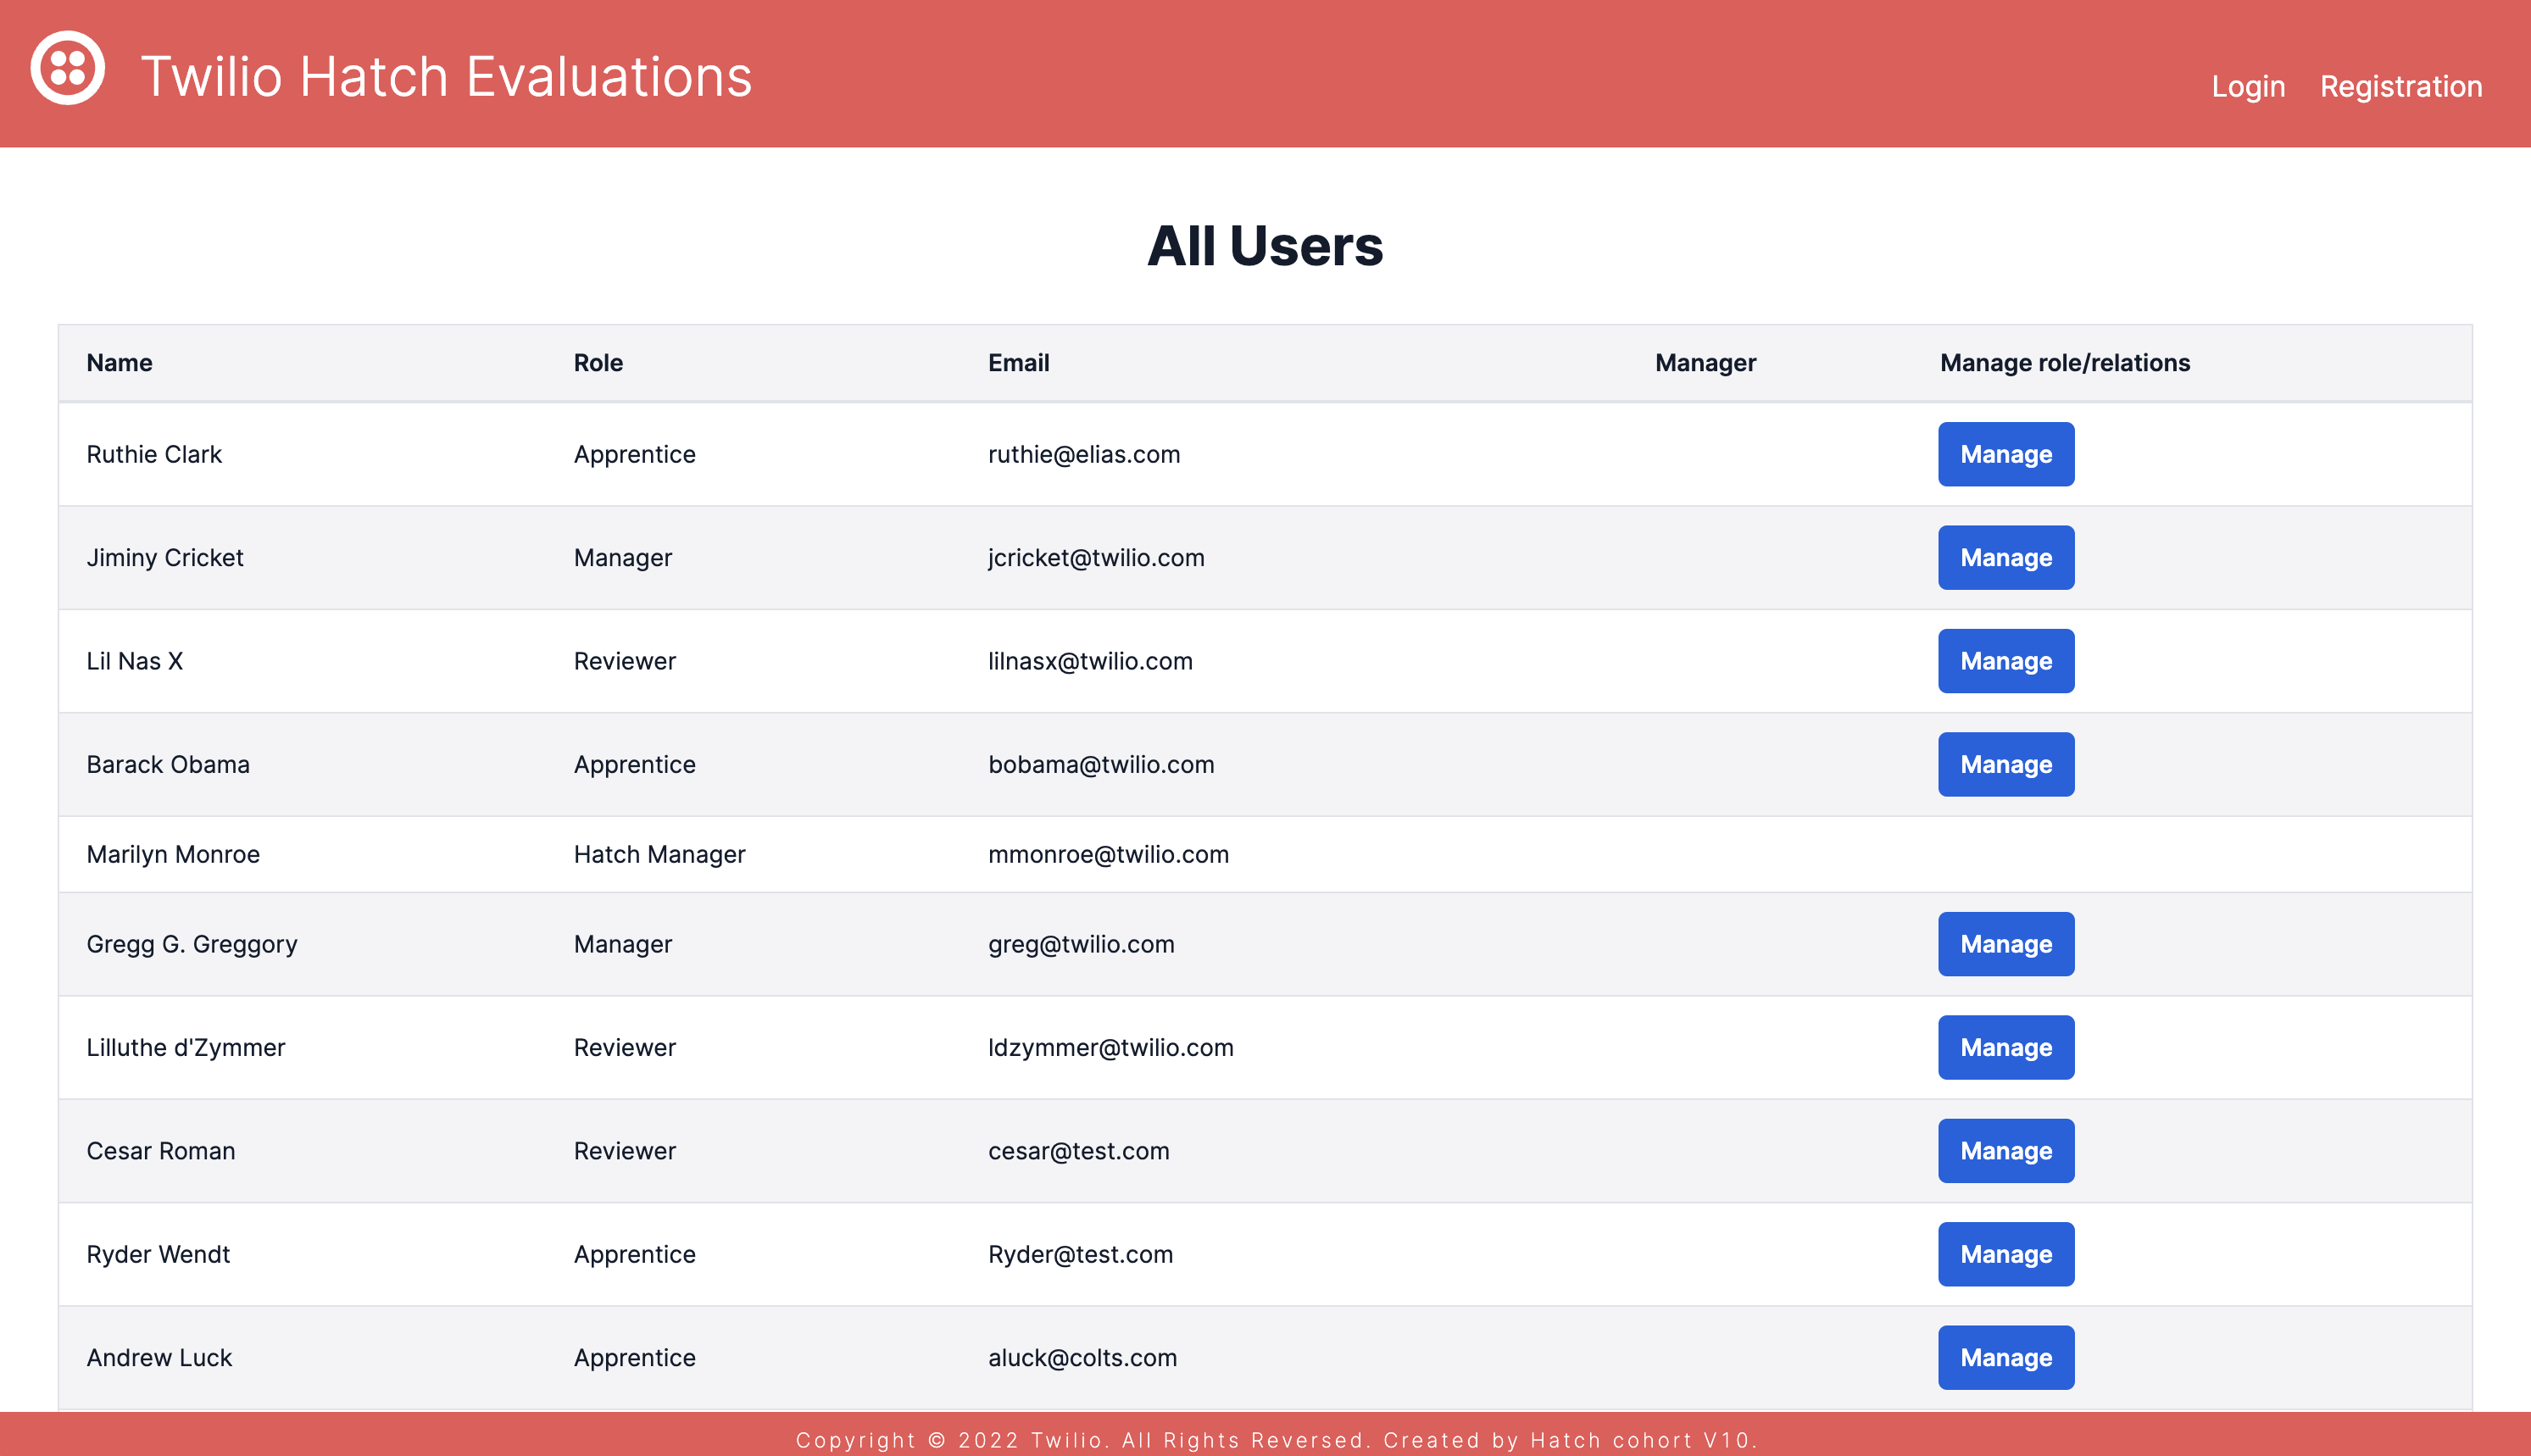 Twilio Hatch Evaluations
Login Registration
All Users
Name Role Email Manager Manage role/relations
Ruthie Clark Apprentice ruthie@elias.com Manage
Jiminy Cricket Manager jcricket@twilio.com Manage
Lil Nas X Reviewer lilnasx@twilio.com Manage
Barack Obama Apprentice bobama@twilio.com Manage
Marilyn Monroe Hatch Manager mmonroe@twilio.com
Gregg G. Greggory Manager greg@twilio.com Manage
Lilluthe d'Zymmer Reviewer ldzymmer@twilio.com Manage
Cesar Roman Reviewer cesar@test.com Manage
Ryder Wendt Apprentice Ryder@test.com Manage
Andrew Luck Apprentice aluck@colts.com Manage
Copyright © 2022 Twilio. All Rights Reversed. Created by Hatch cohort V10.